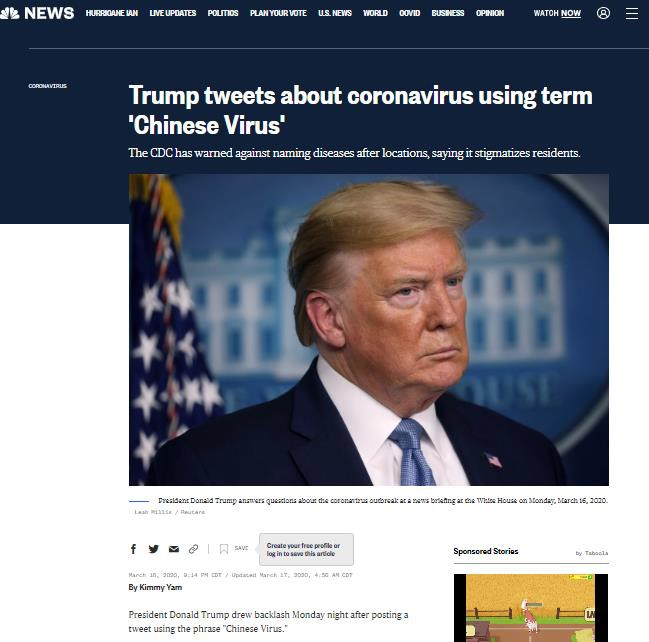 NEWS HURRICANE IAN LIVE UPDATES POLITICS PLAN YOUR VOTE U.S. NEWS WORLD COVID BUSINESS OPINION WATCH NOW
CORONAVIRUS
Trump tweets about coronavirus using term
'Chinese Virus'
The CDC has warned against naming diseases after locations, saying it stigmatizes residents.
OUSE
President Donald Trump answers questions about the coronavirus outbreak at a news briefing at the White House on Monday, March 16, 2020.
Leah Millis / Reuters
SAVE
Create your free profile or
log in to save this article
March 16, 2020, 9:14 PM CDT / Updated March 17, 2020, 4:56 AM CDT
By Kimmy Yam
President Donald Trump drew backlash Monday night after posting a
tweet using the phrase "Chinese Virus."
Sponsored Stories
by Taboola